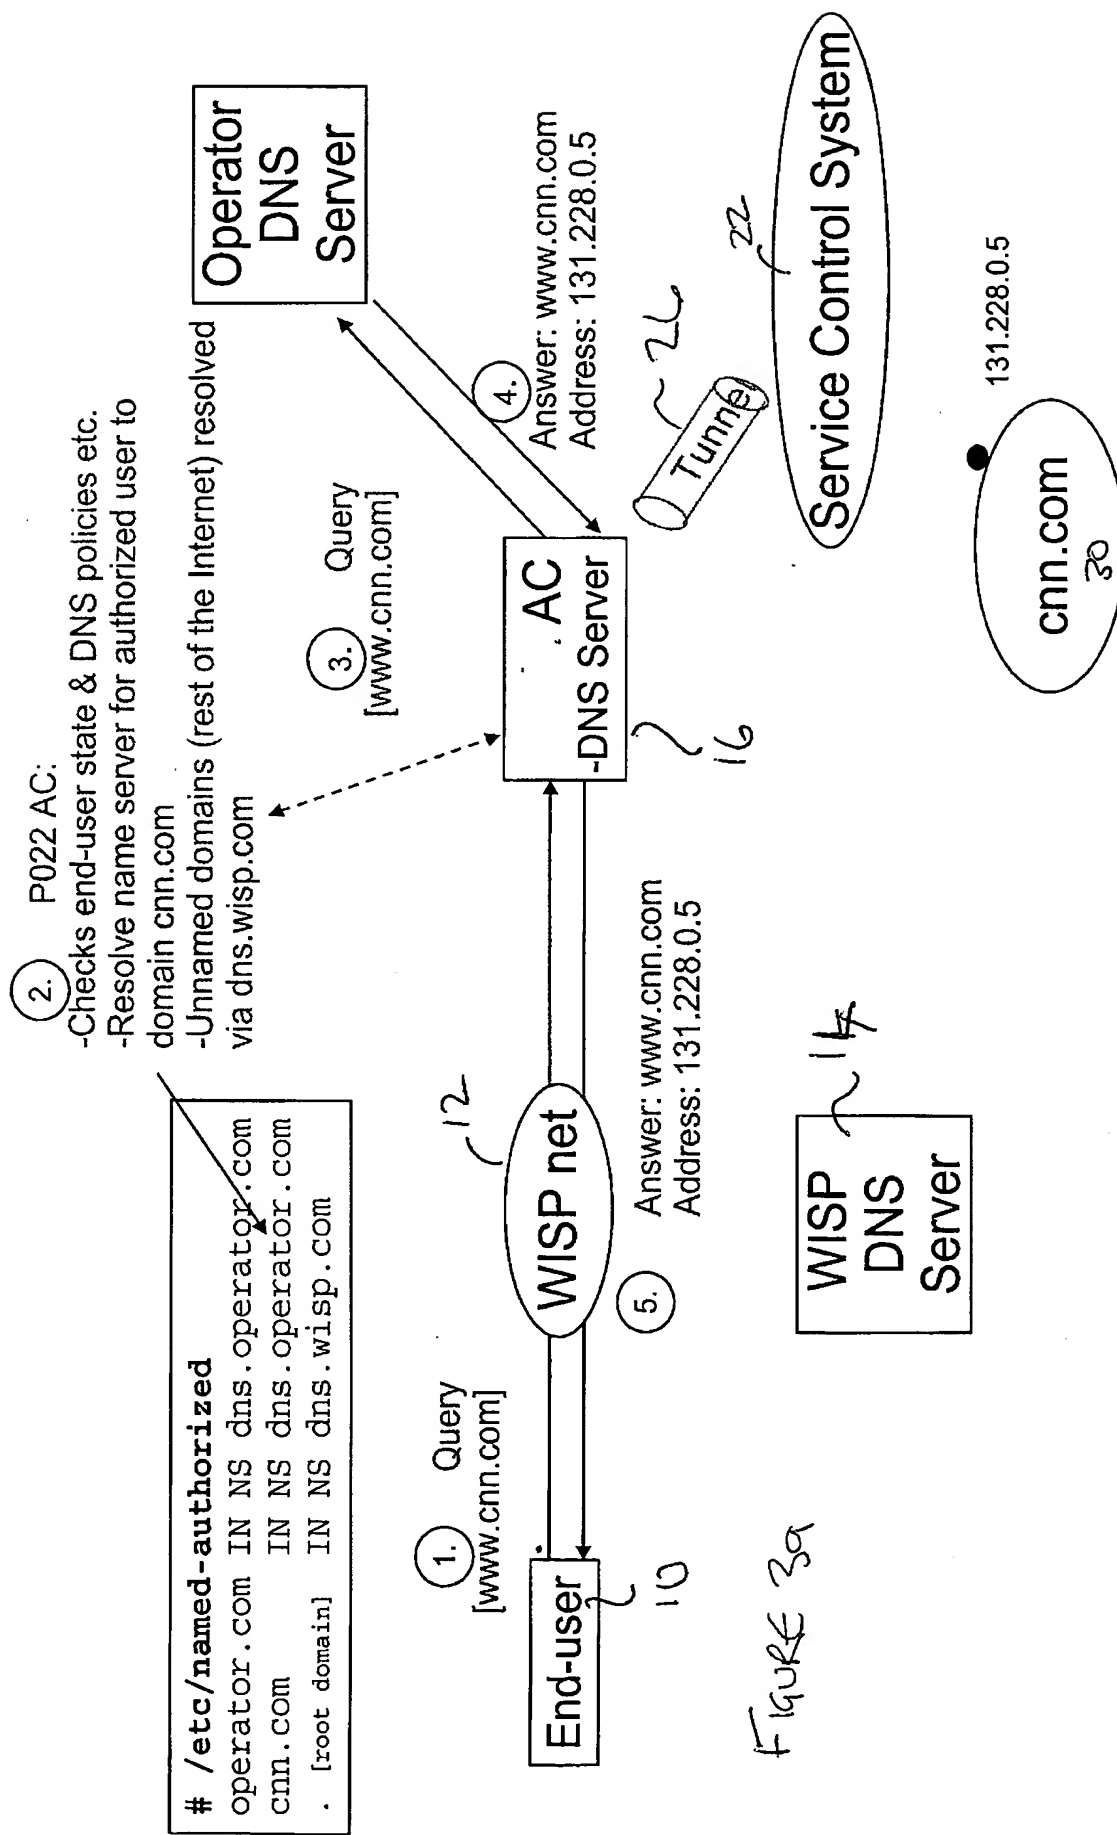 # /etc/named-authorized
operator.com IN NS dns.operator.com
cnn.com IN NS dns.operator.com
. [root domain] IN NS dns.wisp.com
2. P022 AC:
-Checks end-user state & DNS policies etc.
-Resolve name server for authorized user to
domain cnn.com
-Unnamed domains (rest of the Internet) resolved
via dns.wisp.com
Operator
DNS
Server
1. Query
[www.cnn.com]
3. Query
[www.cnn.com]
4.
Answer: www.cnn.com
Address: 131.228.0.5
End-user
10
WISP net
12
AC
-DNS Server
16
Tunnel
26
5.
Answer: www.cnn.com
Address: 131.228.0.5
WISP
DNS
Server
14
Service Control System
22
131.228.0.5
cnn.com
30
FIGURE 3a